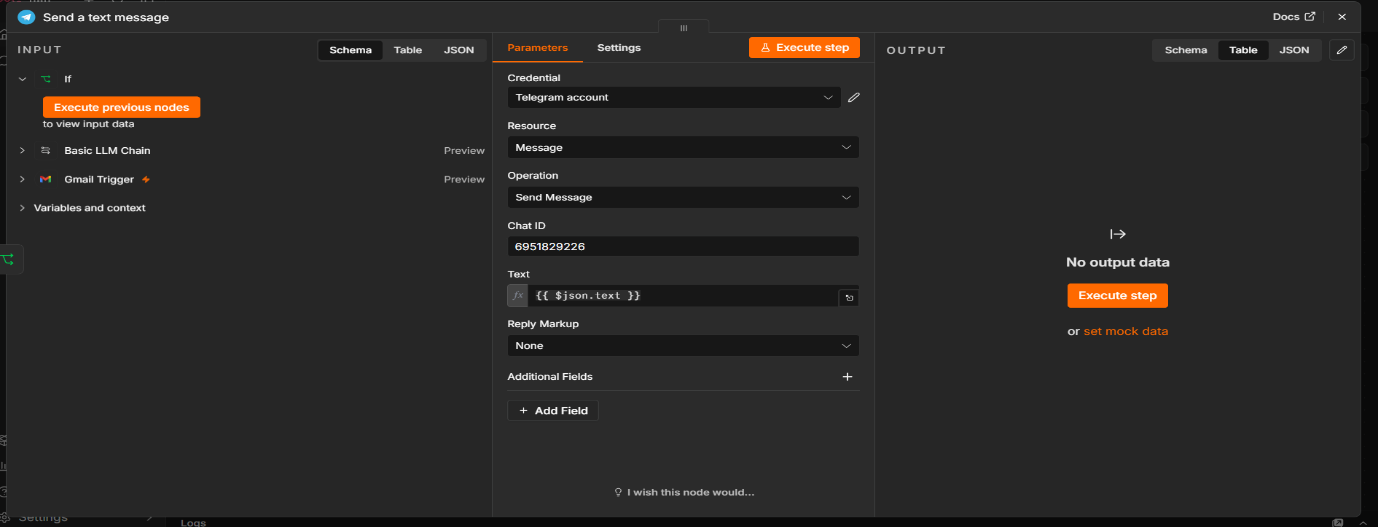 Send a text message
Docs
INPUT
Schema Table JSON
If
Execute previous nodes
to view input data
Basic LLM Chain Preview
Gmail Trigger Preview
Variables and context
Parameters Settings Execute step
Credential
Telegram account
Resource
Message
Operation
Send Message
Chat ID
6951829226
Text
fx {{ $json.text }}
Reply Markup
None
Additional Fields
Add Field
I wish this node would...
OUTPUT
Schema Table JSON
No output data
Execute step
or set mock data
Settings
Logs